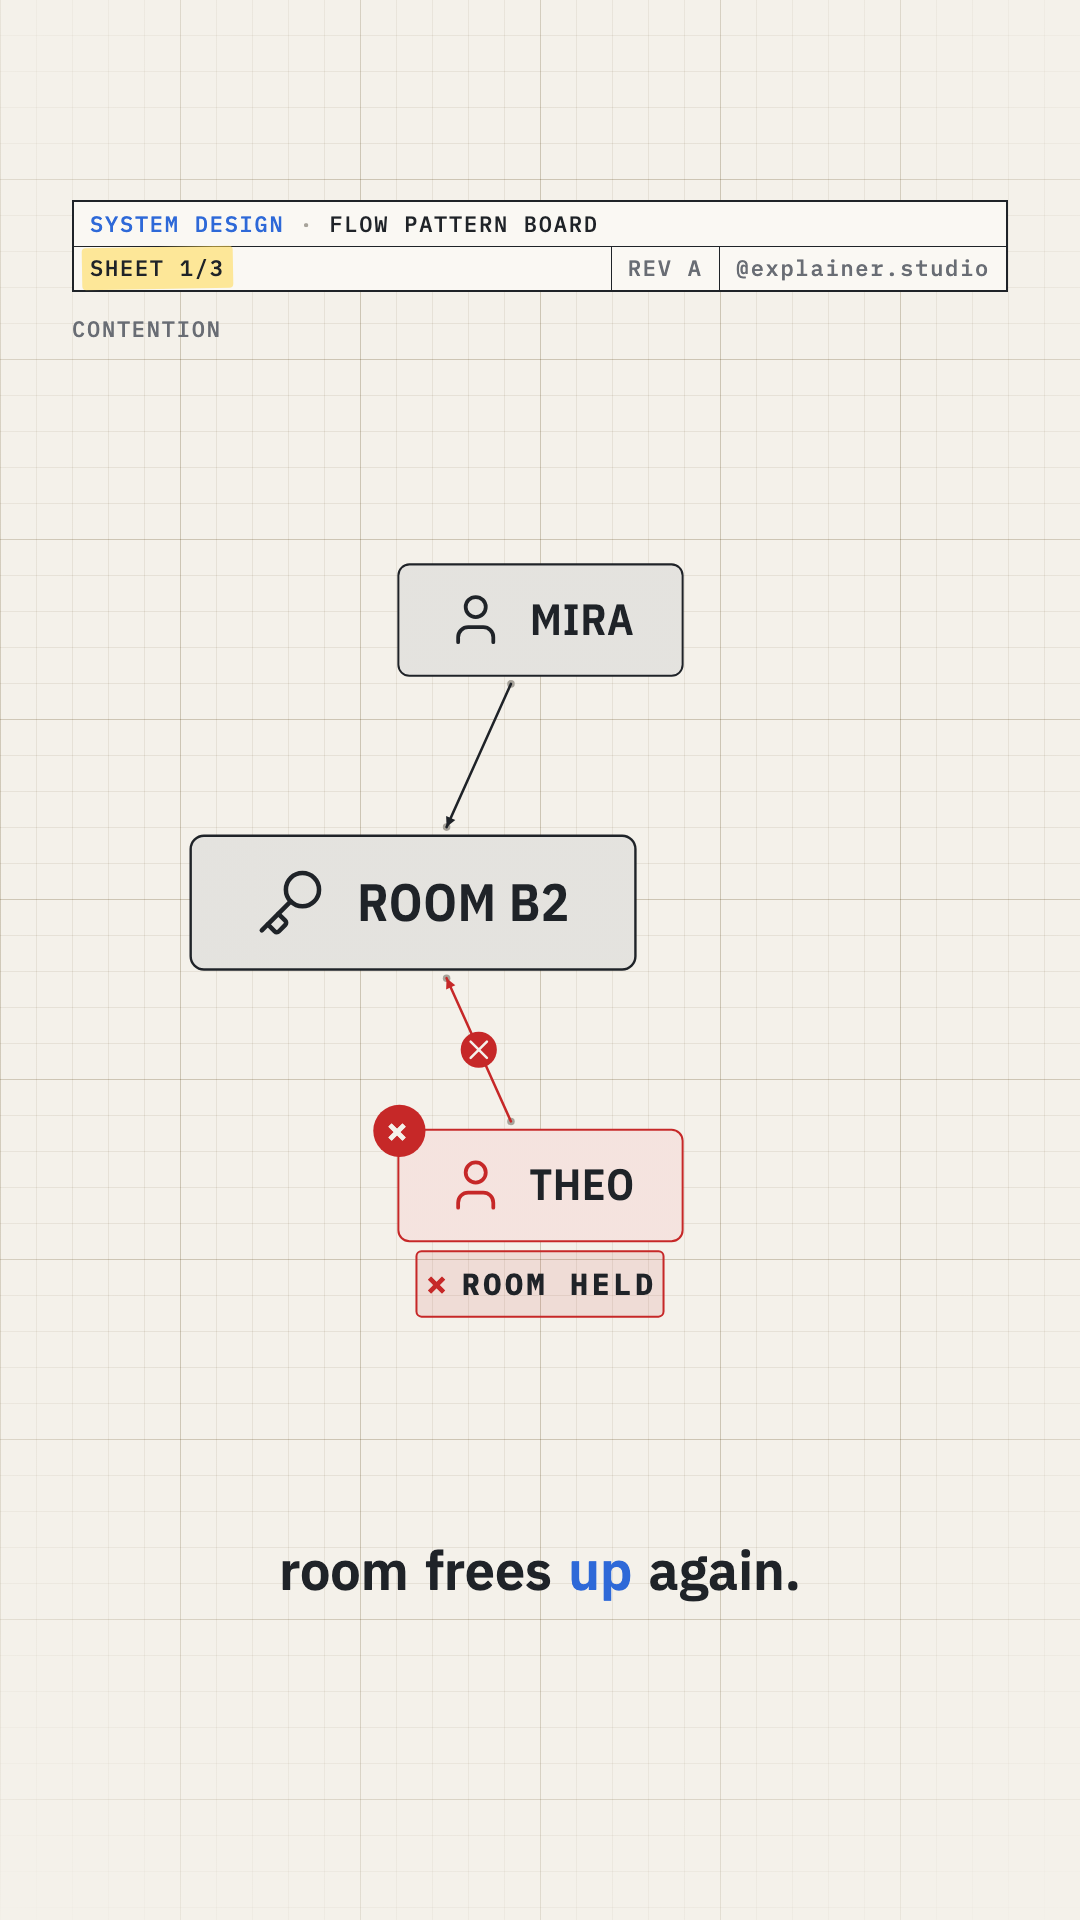 SYSTEM DESIGN · FLOW PATTERN BOARD
SHEET 1/3 REV A @explainer.studio
CONTENTION
MIRA
ROOM B2
THEO
ROOM HELD
room frees up again.